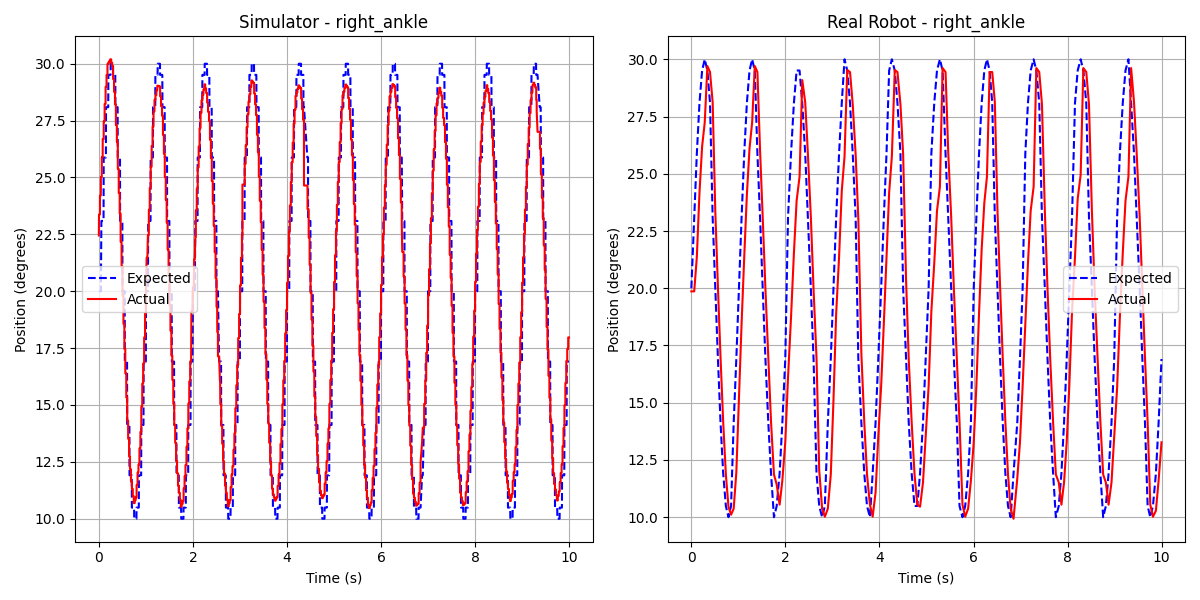 Simulator - right_ankle
Position (degrees)
30.0
27.5
25.0
22.5
20.0
17.5
15.0
12.5
10.0
Expected
Actual
0 2 4 6 8 10
Time (s)
Real Robot - right_ankle
Position (degrees)
30.0
27.5
25.0
22.5
20.0
17.5
15.0
12.5
10.0
Expected
Actual
0 2 4 6 8 10
Time (s)